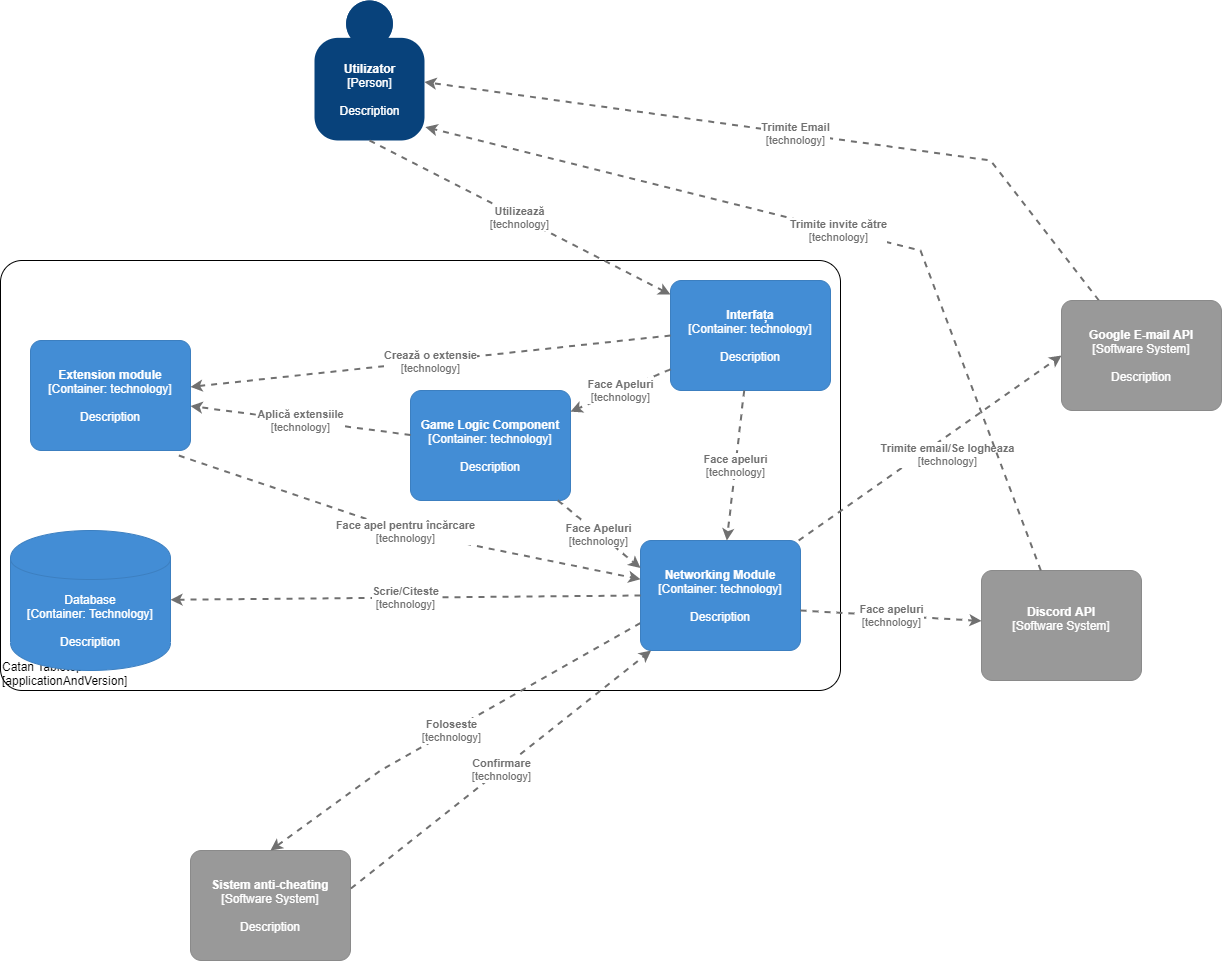 Utilizator
[Person]
Description
Trimite Email
[technology]
Utilizează
[technology]
Trimite invite către
[technology]
Interfața
[Container: technology]
Description
Google E-mail API
[Software System]
Description
Extension module
[Container: technology]
Description
Crează o extensie
[technology]
Face Apeluri
[technology]
Aplică extensiile
[technology]
Game Logic Component
[Container: technology]
Description
Face apeluri
[technology]
Trimite email/Se logheaza
[technology]
Face apel pentru încărcare
[technology]
Face Apeluri
[technology]
Database
[Container: Technology]
Description
Scrie/Citeste
[technology]
Networking Module
[Container: technology]
Description
Face apeluri
[technology]
Discord API
[Software System]
Catan
[applicationAndVersion]
Foloseste
[technology]
Confirmare
[technology]
Sistem anti-cheating
[Software System]
Description